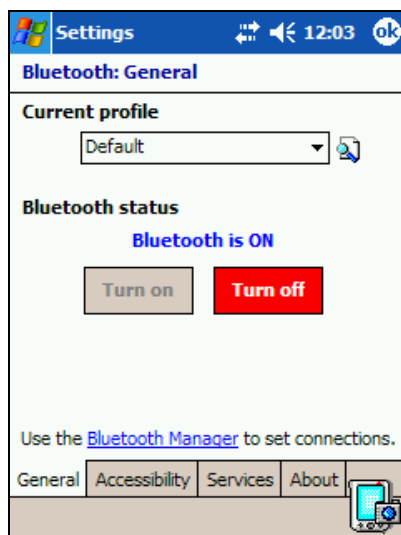 Settings 12:03 ok
Bluetooth: General
Current profile
Default
Bluetooth status
Bluetooth is ON
Turn on Turn off
Use the Bluetooth Manager to set connections.
General Accessibility Services About